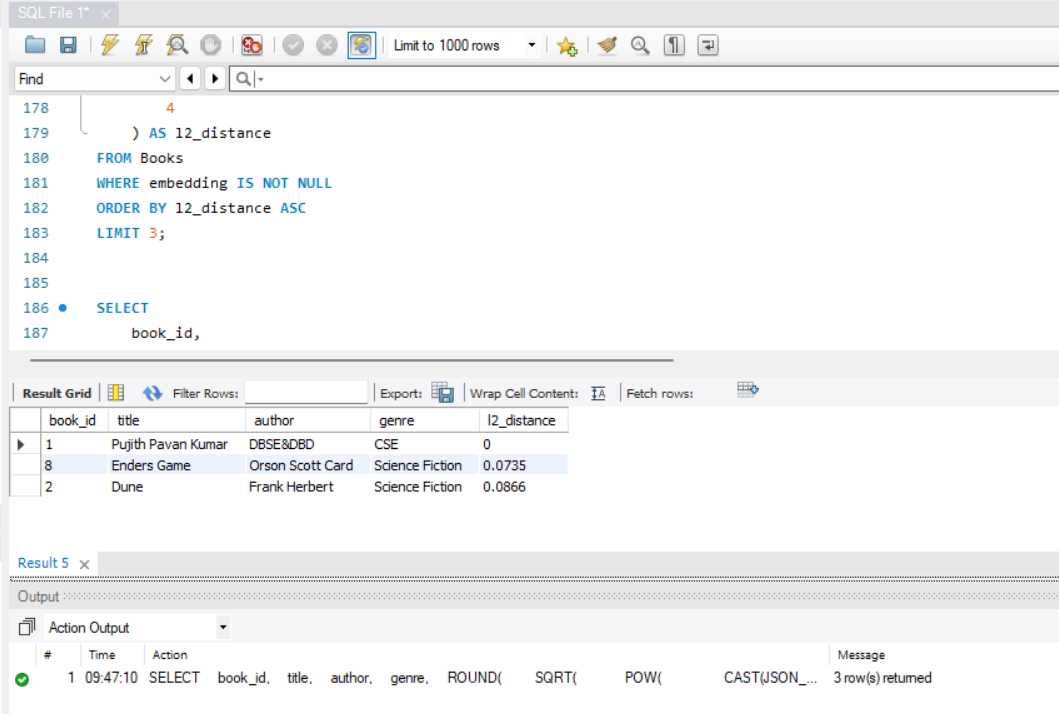 SQL File 1*
Limit to 1000 rows
Find
178 4
179 ) AS l2_distance
180 FROM Books
181 WHERE embedding IS NOT NULL
182 ORDER BY l2_distance ASC
183 LIMIT 3;
184
185
186 SELECT
187 book_id,
Result Grid Filter Rows: Export: Wrap Cell Content: Fetch rows:
book_id title author genre l2_distance
1 Pujith Pavan Kumar DBSE&DBD CSE 0
8 Enders Game Orson Scott Card Science Fiction 0.0735
2 Dune Frank Herbert Science Fiction 0.0866
Result 5
Output
Action Output
# Time Action Message
1 09:47:10 SELECT book_id, title, author, genre, ROUND( SQRT( POW( CAST(JSON_... 3 row(s) returned